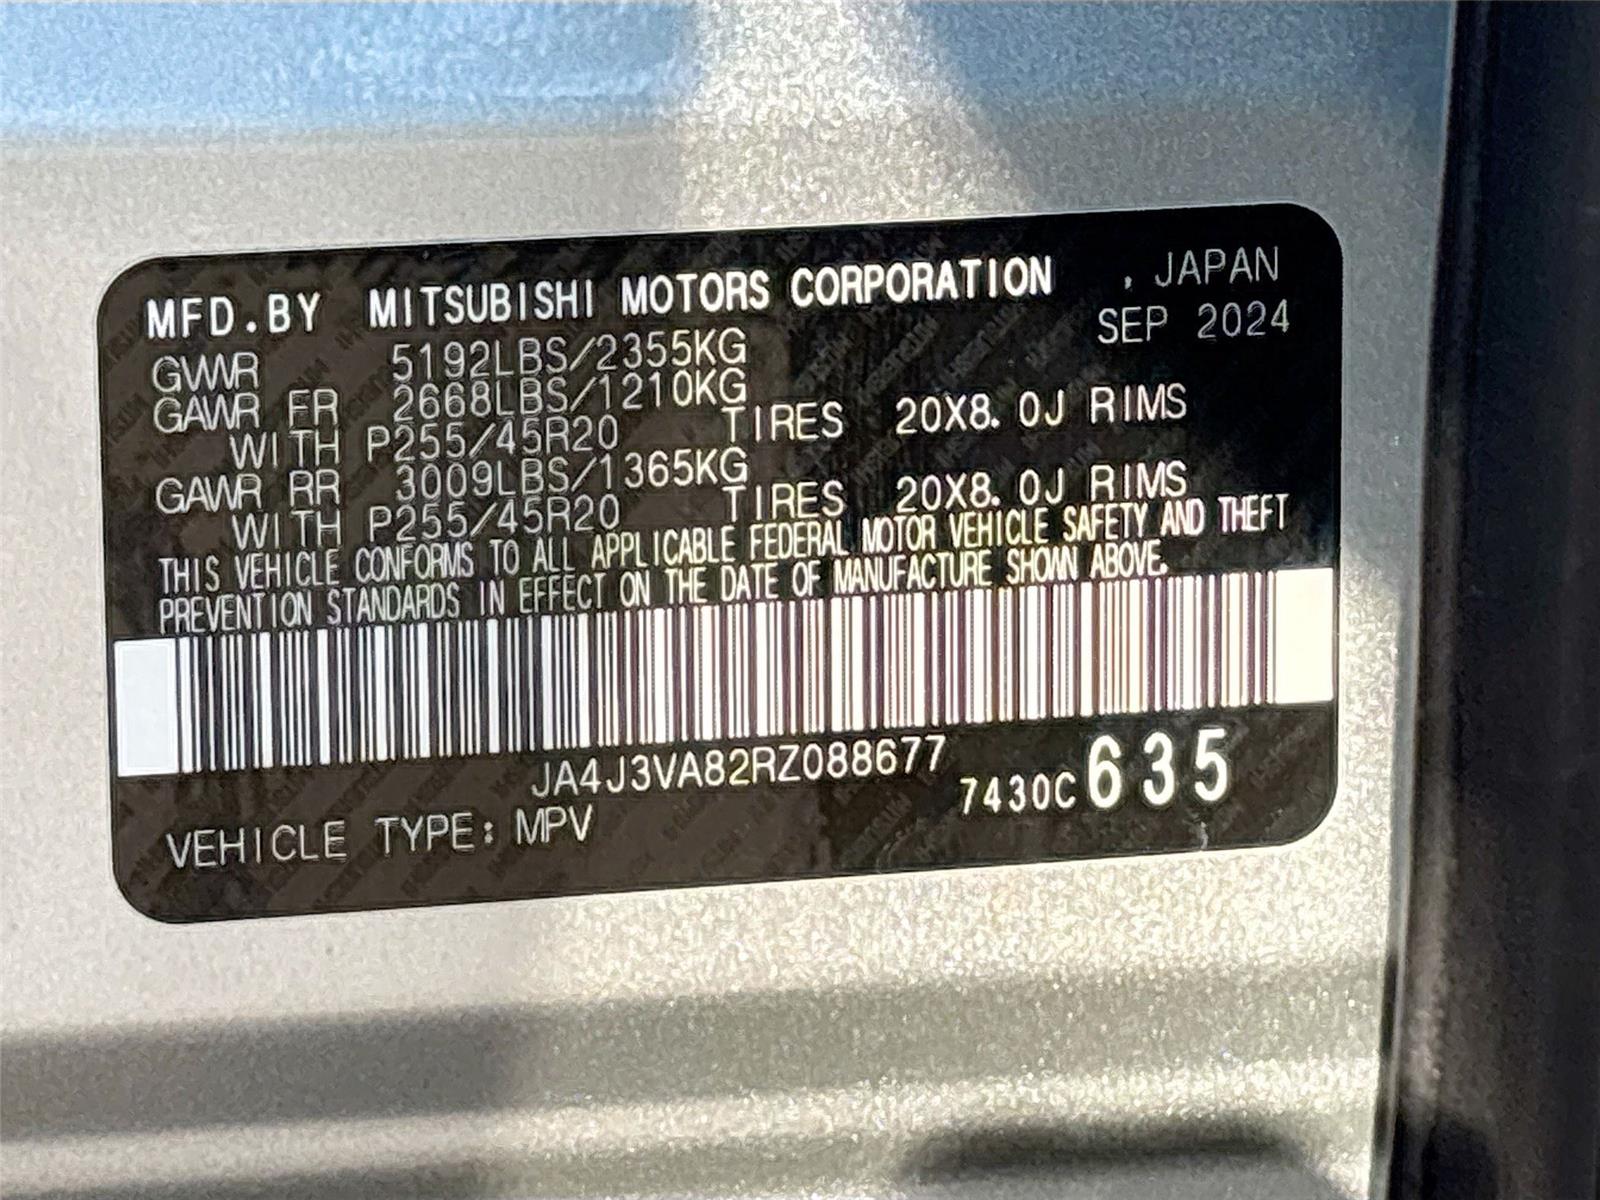 MFD.BY MITSUBISHI MOTORS CORPORATION , JAPAN
SEP 2024
GVWR 5192LBS/2355KG
GAWR FR 2668LBS/1210KG
WITH P255/45R20 TIRES 20X8.0J RIMS
GAWR RR 3009LBS/1365KG
WITH P255/45R20 TIRES 20X8.0J RIMS
THIS VEHICLE CONFORMS TO ALL APPLICABLE FEDERAL MOTOR VEHICLE SAFETY AND THEFT
PREVENTION STANDARDS IN EFFECT ON THE DATE OF MANUFACTURE SHOWN ABOVE.
JA4J3VA82RZ088677
7430C 635
VEHICLE TYPE: MPV